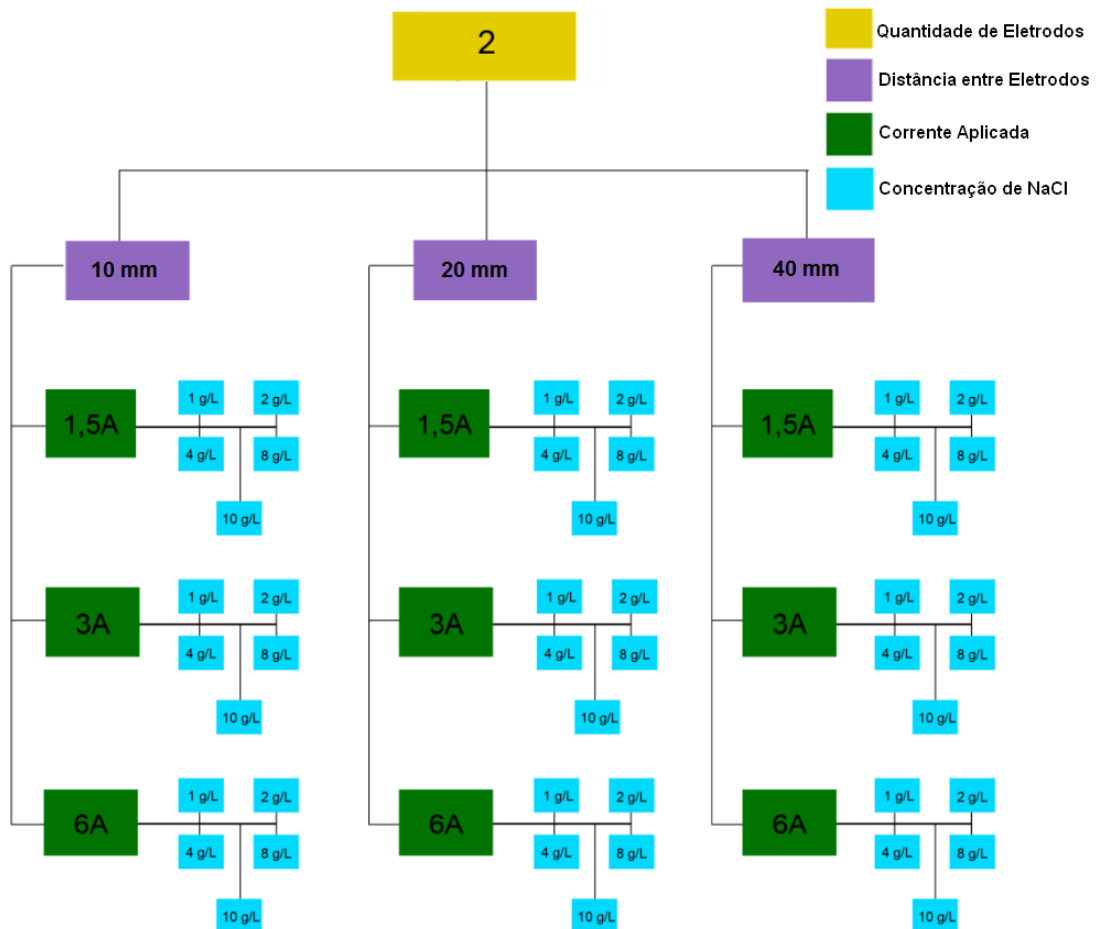 2
Quantidade de Eletrodos
Distância entre Eletrodos
Corrente Aplicada
Concentração de NaCl
10 mm
20 mm
40 mm
1,5A
1 g/L
2 g/L
4 g/L
8 g/L
10 g/L
1,5A
1 g/L
2 g/L
4 g/L
8 g/L
10 g/L
1,5A
1 g/L
2 g/L
4 g/L
8 g/L
10 g/L
3A
1 g/L
2 g/L
4 g/L
8 g/L
10 g/L
3A
1 g/L
2 g/L
4 g/L
8 g/L
10 g/L
3A
1 g/L
2 g/L
4 g/L
8 g/L
10 g/L
6A
1 g/L
2 g/L
4 g/L
8 g/L
10 g/L
6A
1 g/L
2 g/L
4 g/L
8 g/L
10 g/L
6A
1 g/L
2 g/L
4 g/L
8 g/L
10 g/L